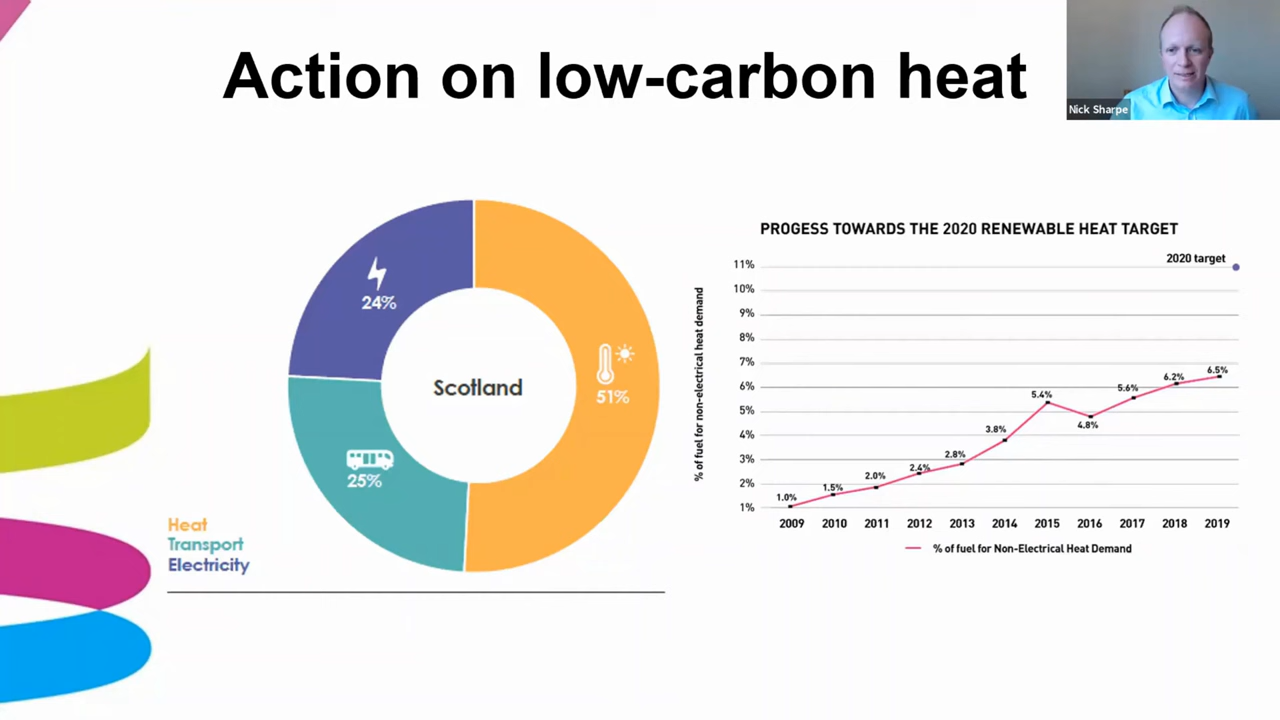 Action on low-carbon heat
Nick Sharpe
24%
51%
25%
Scotland
Heat
Transport
Electricity
PROGESS TOWARDS THE 2020 RENEWABLE HEAT TARGET
2020 target
% of fuel for non-electrical heat demand
11%
10%
9%
8%
7%
6%
5%
4%
3%
2%
1%
1.0%
1.5%
2.0%
2.4%
2.8%
3.8%
5.4%
4.8%
5.6%
6.2%
6.5%
2009 2010 2011 2012 2013 2014 2015 2016 2017 2018 2019
% of fuel for Non-Electrical Heat Demand